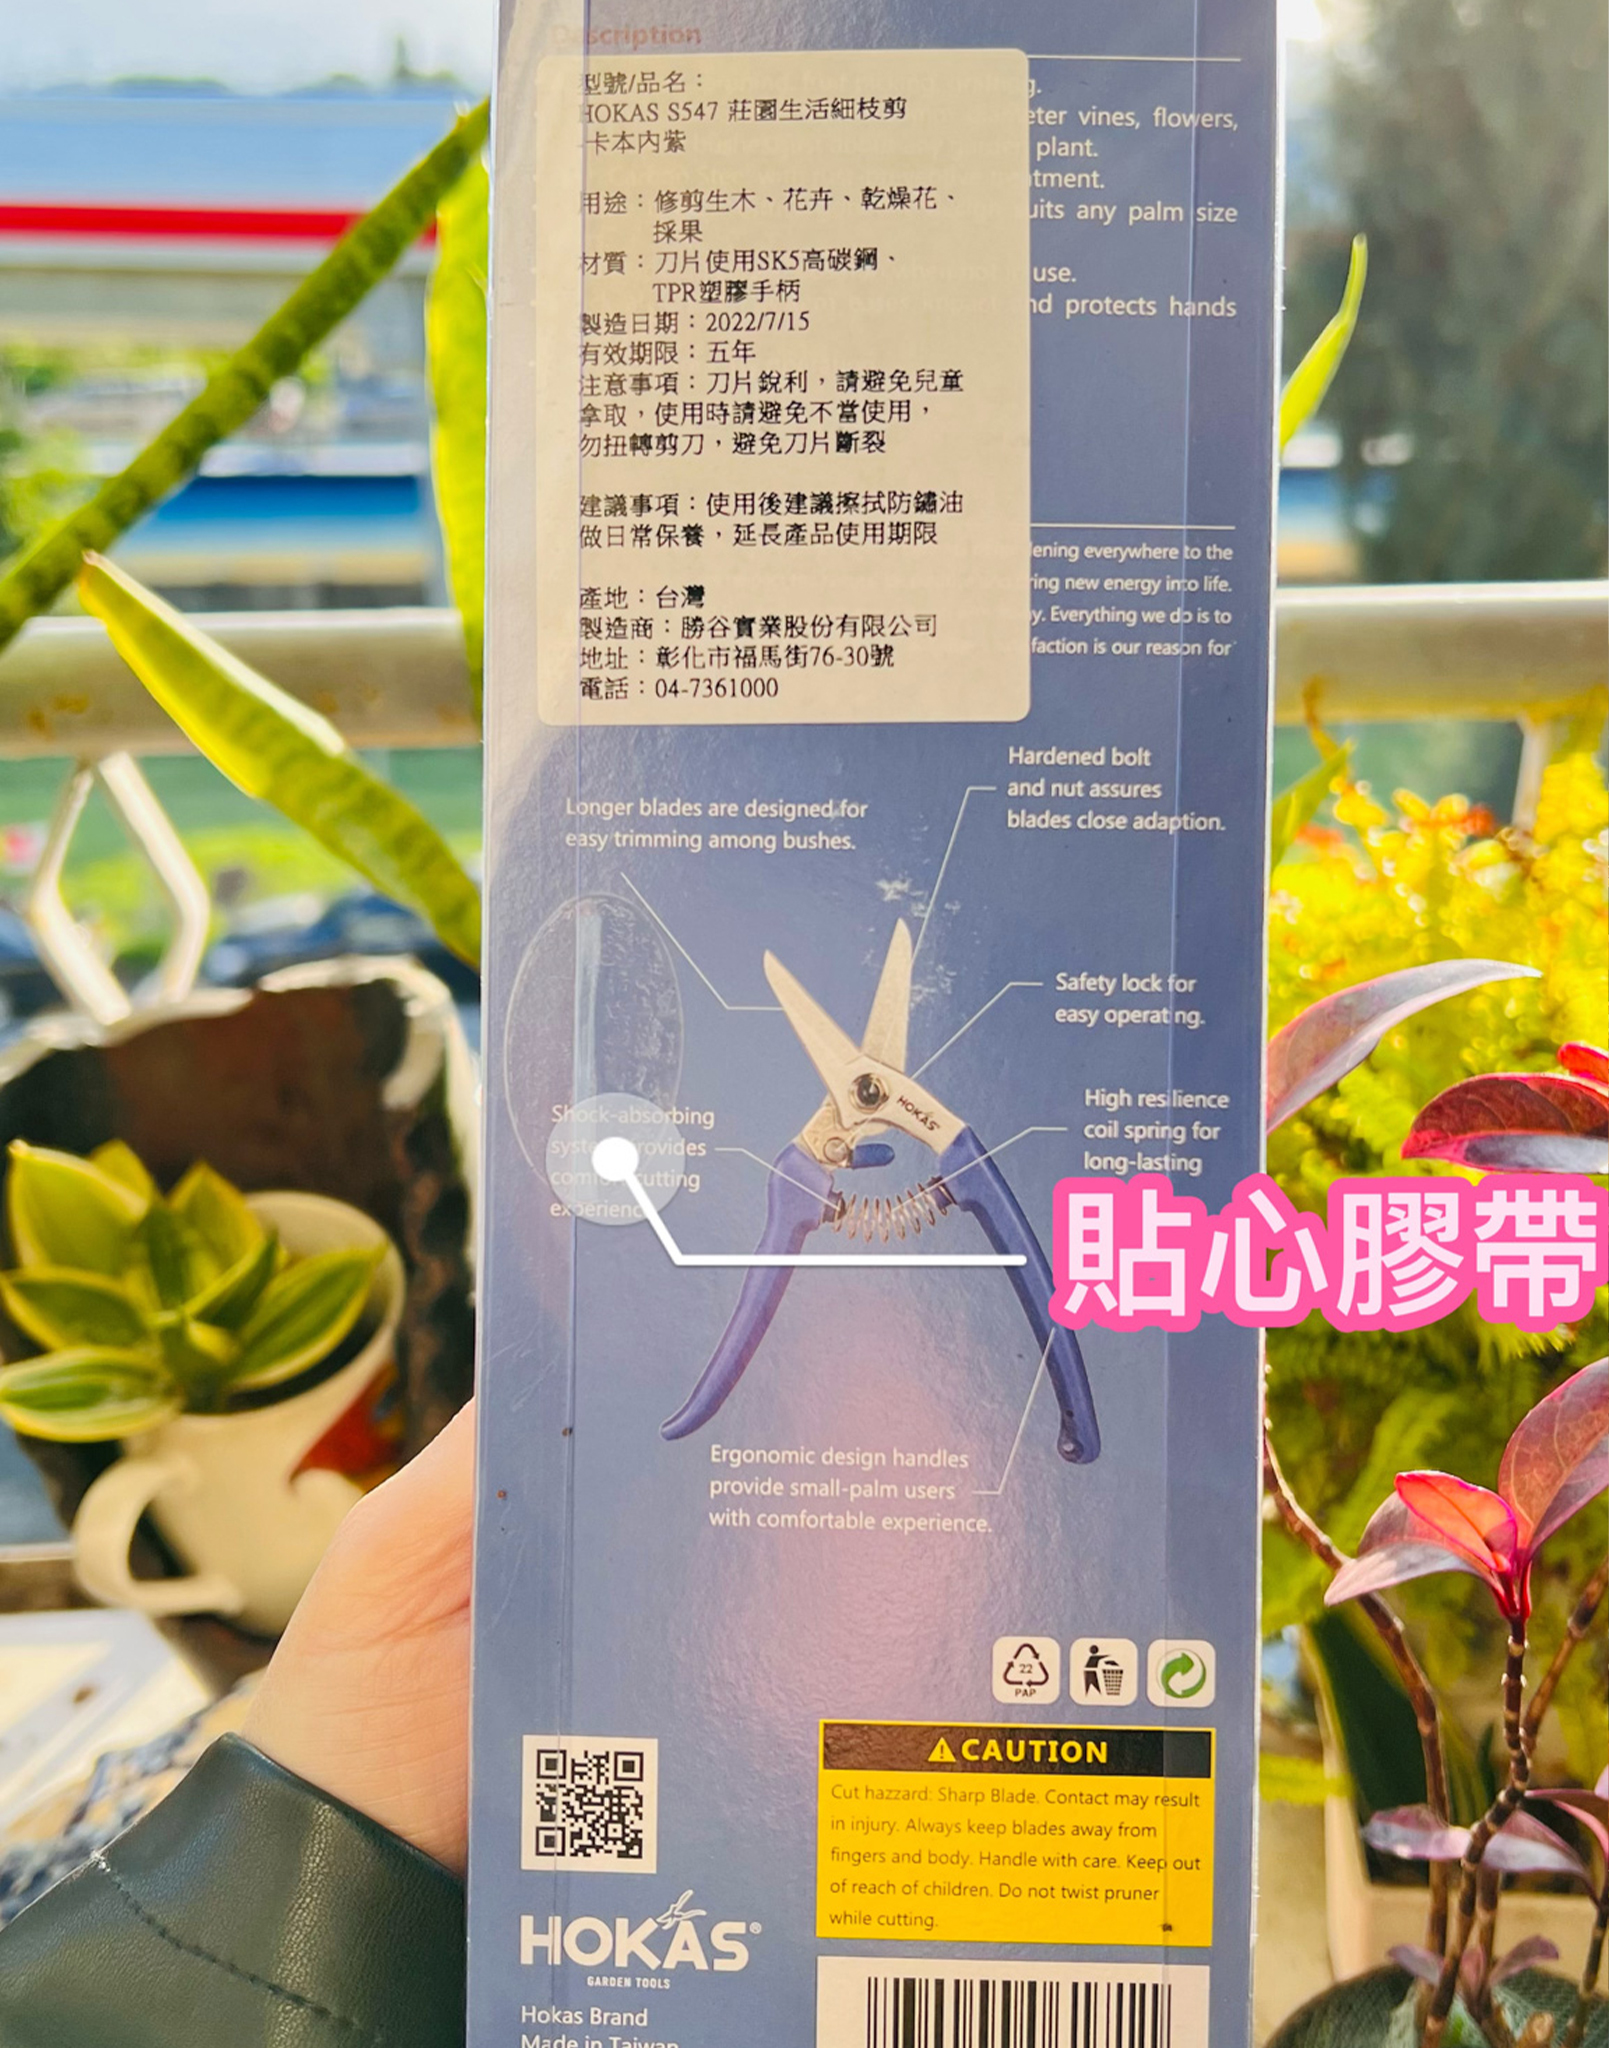 Description
型號/品名：
HOKAS S547 莊園生活細枝剪
-卡本內紫
用途：修剪生木、花卉、乾燥花、
採果
材質：刀片使用SK5高碳鋼、
TPR塑膠手柄
製造日期：2022/7/15
有效期限：五年
注意事項：刀片銳利，請避免兒童
拿取，使用時請避免不當使用，
勿扭轉剪刀，避免刀片斷裂
建議事項：使用後建議擦拭防鏽油
做日常保養，延長產品使用期限
產地：台灣
製造商：勝谷實業股份有限公司
地址：彰化市福馬街76-30號
電話：04-7361000
vines, flowers,
plant.
any palm size
use.
protects hands
everywhere to the
new energy into life.
Everything we do is to
is our reason for
Hardened bolt
and nut assures
blades close adaption.
Longer blades are designed for
easy trimming among bushes.
Safety lock for
easy operating.
High resilience
coil spring for
long-lasting
Shock-absorbing
system provides
comfort cutting
experience
HOKAS
貼心膠帶
Ergonomic design handles
provide small-palm users
with comfortable experience.
22
PAP
CAUTION
Cut hazzard: Sharp Blade. Contact may result
in injury. Always keep blades away from
fingers and body. Handle with care. Keep out
of reach of children. Do not twist pruner
while cutting.
HOKAS®
GARDEN TOOLS
Hokas Brand
Made in Taiwan